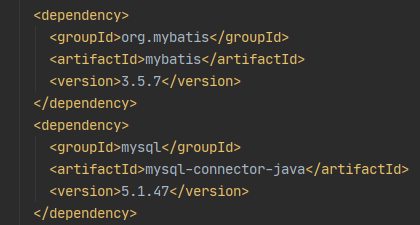 <dependency>
<groupId>org.mybatis</groupId>
<artifactId>mybatis</artifactId>
<version>3.5.7</version>
</dependency>
<dependency>
<groupId>mysql</groupId>
<artifactId>mysql-connector-java</artifactId>
<version>5.1.47</version>
</dependency>